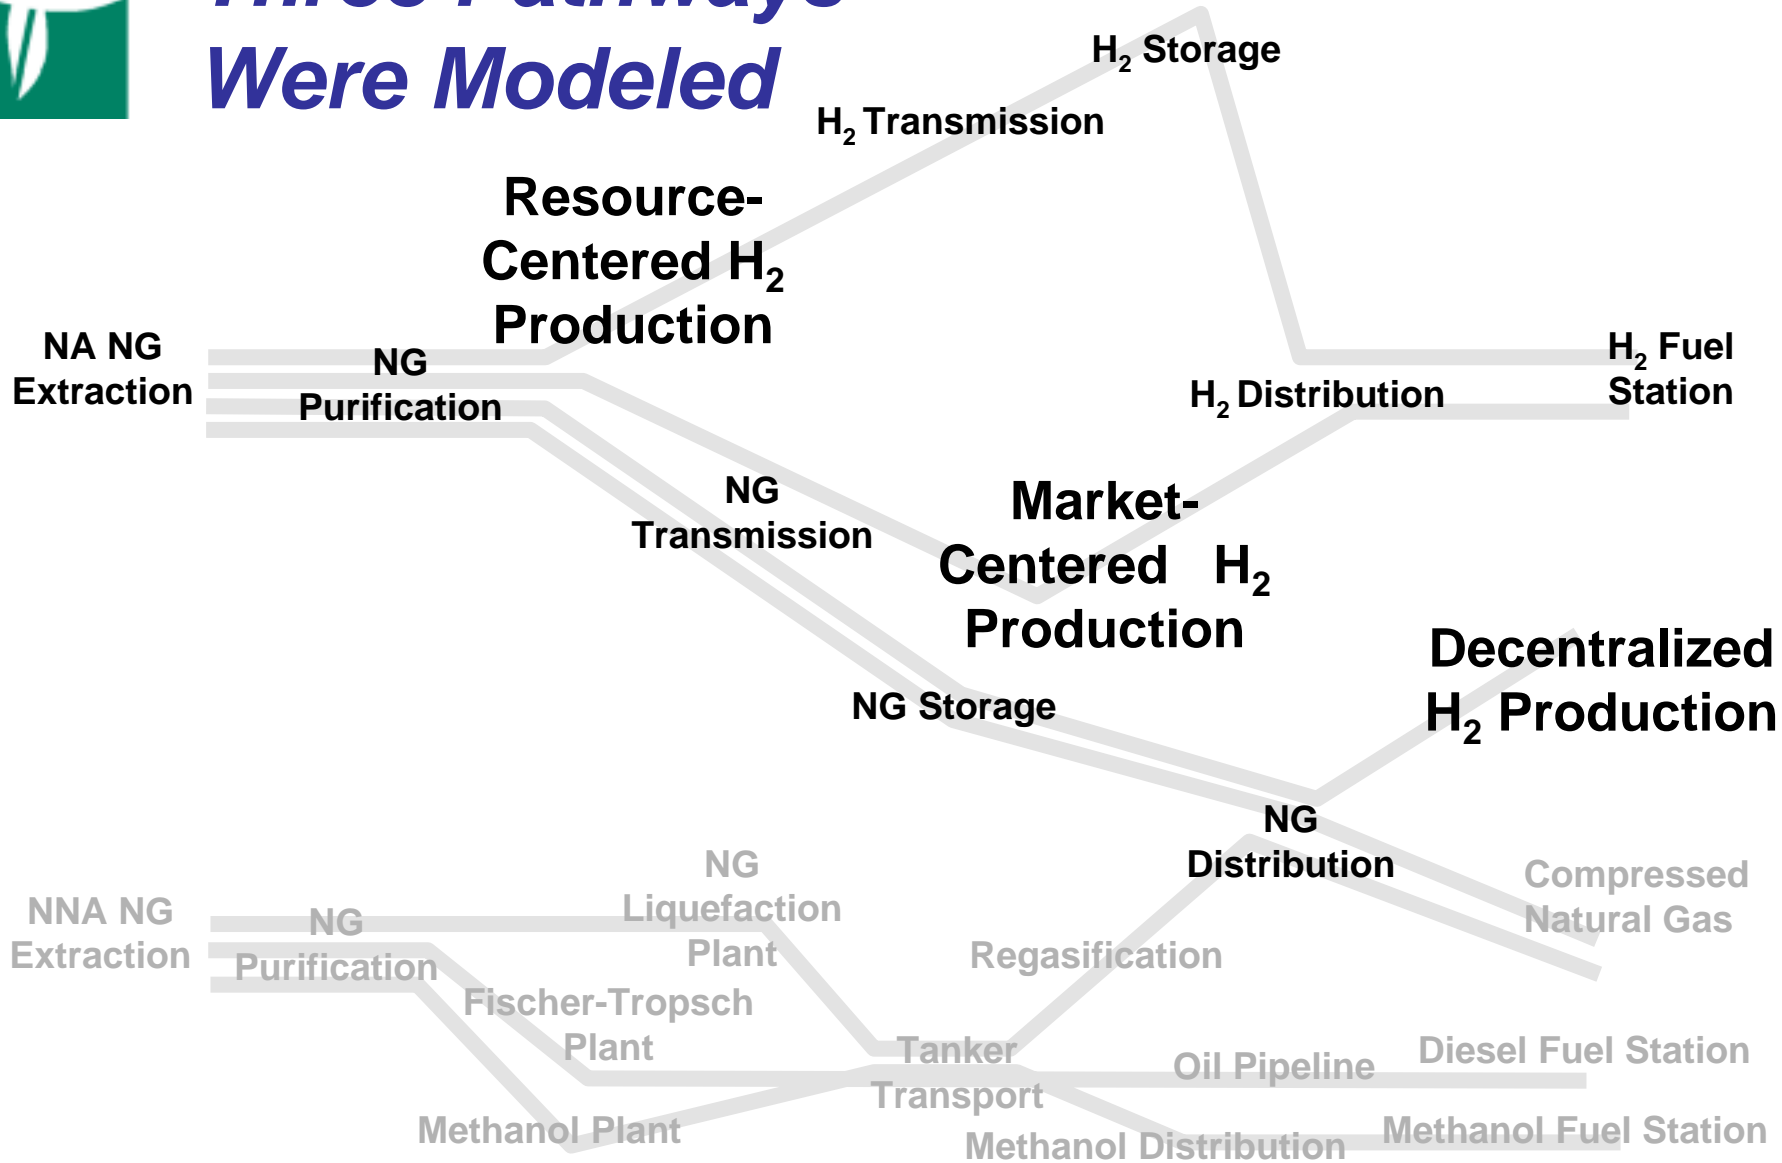 Three Pathways
Were Modeled
H₂ Storage
H₂ Transmission
Resource-
Centered H₂
Production
NA NG
Extraction
NG
Purification
H₂ Fuel
Station
H₂ Distribution
NG
Transmission
Market-
Centered H₂
Production
Decentralized
H₂ Production
NG Storage
NG
Distribution
NNA NG
Extraction
NG
Purification
NG
Liquefaction
Plant
Regasification
Compressed
Natural Gas
Fischer-Tropsch
Plant
Tanker
Transport
Oil Pipeline
Diesel Fuel Station
Methanol Plant
Methanol Distribution
Methanol Fuel Station